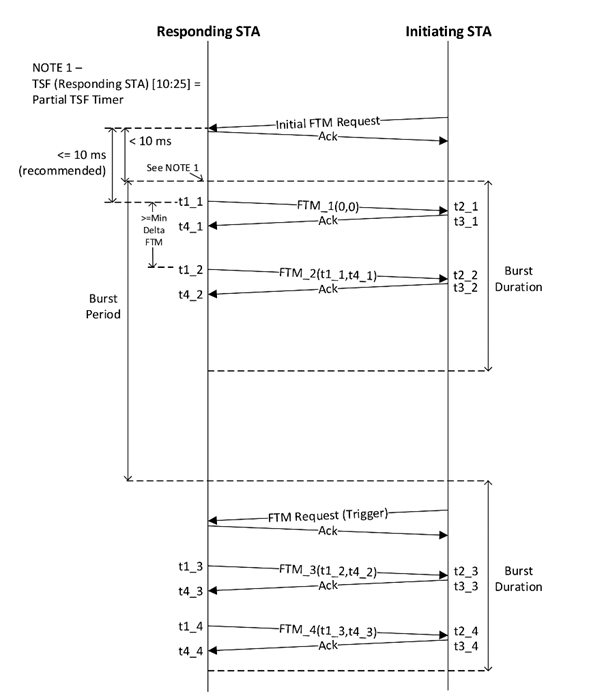 Responding STA
Initiating STA
NOTE 1 –
TSF (Responding STA) [10:25] =
Partial TSF Timer
Initial FTM Request
Ack
< 10 ms
<= 10 ms
(recommended)
See NOTE 1
t1_1
FTM_1(0,0)
t2_1
Ack
t3_1
t4_1
>=Min
Delta
FTM
t1_2
FTM_2(t1_1,t4_1)
t2_2
Ack
t3_2
t4_2
Burst
Duration
Burst
Period
FTM Request (Trigger)
Ack
t1_3
FTM_3(t1_2,t4_2)
t2_3
Ack
t3_3
t4_3
Burst
Duration
t1_4
FTM_4(t1_3,t4_3)
t2_4
Ack
t3_4
t4_4